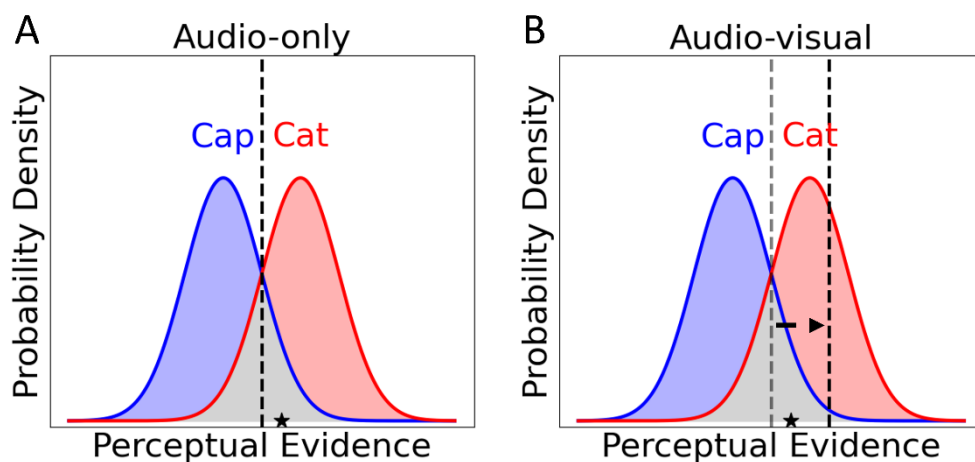 A
Audio-only
Probability Density
Cap
Cat
Perceptual Evidence
B
Audio-visual
Probability Density
Cap
Cat
Perceptual Evidence